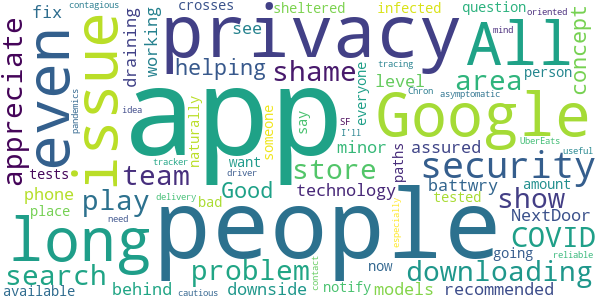 contagious
crosses
sheltered
infected
question
oriented
fix
draining
working
privacy
All
concept
appreciate
even
issue
helping
see
level
mind
person
shame
area
tracing
Chron
asymptomatic
app
Google
pandemics
idea
naturally
someone
say
SF
I'll
everyone
UberEats
tests
team
want
store
minor
paths
assured
security
useful
tracker
Good
technology
battwry
tested
amount
phone
play
bad
people
show
NextDoor
place
long
delivery
driver
especially
going
COVID
need
problem
now
reliable
search
downside
contact
notify
downloading
available
behind
cautious
models
recommended